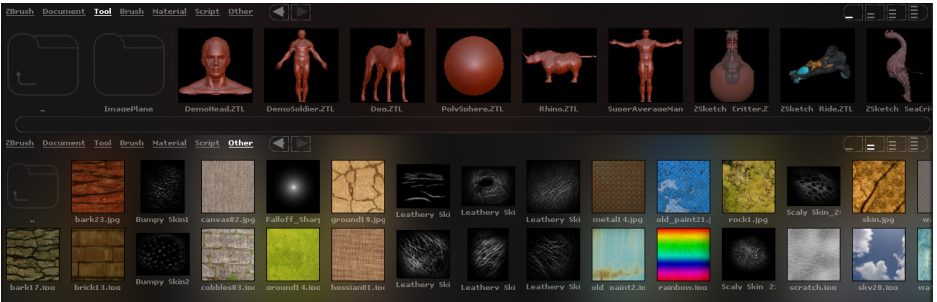 ZBrush Document Tool Brush Material Script Other
.. ImagePlane DemoHead.ZTL DemoSoldier.ZTL Dog.ZTL PolySphere.ZTL Rhino.ZTL SuperAverageMan ZSketch_Critter.Z ZSketch_Ride.ZTL ZSketch_SeaCri
ZBrush Document Tool Brush Material Script Other
.. bark23.jpg Bumpy Skin1 canvas02.jpg Falloff_Sharp ground19.jpg Leathery Ski Leathery Ski Leathery Ski metal14.jpg old_paint21.j rock1.jpg Scaly Skin_2 skin.jpg
bark17.jpg brick13.jpg Bumpy Skin2 cobbles03.jpg ground14.jpg hessian01.jpg Leathery Ski Leathery Ski Leathery Ski old_paint2.jp rainbow.jpg Scaly Skin_2 scratch.jpg sky20.jpg